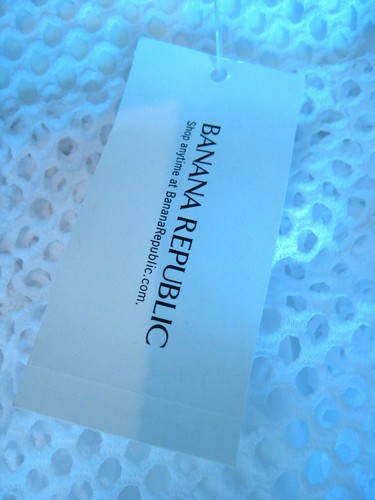 BANANA REPUBLIC
Shop anytime at BananaRepublic.com.